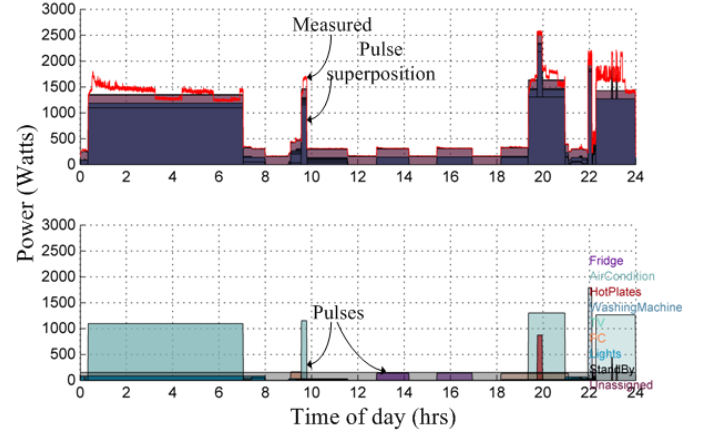 3000
2500
2000
1500
1000
500
0
Measured
Pulse
superposition
0 2 4 6 8 10 12 14 16 18 20 22 24
Power (Watts)
3000
2500
2000
1500
1000
500
0
Pulses
Fridge
AirCondition
HotPlates
WashingMachine
TV
PC
Lights
StandBy
Unassigned
0 2 4 6 8 10 12 14 16 18 20 22 24
Time of day (hrs)